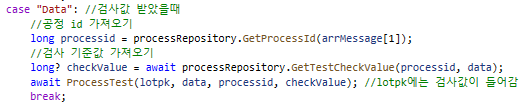 case "Data": //검사값 받았을때
//공정 id 가져오기
long processid = processRepository.GetProcessId(arrMessage[1]);
//검사 기준값 가져오기
long? checkValue = await processRepository.GetTestCheckValue(processid, data);
await ProcessTest(lotpk, data, processid, checkValue); //lotpk에는 검사값이 들어감
break;